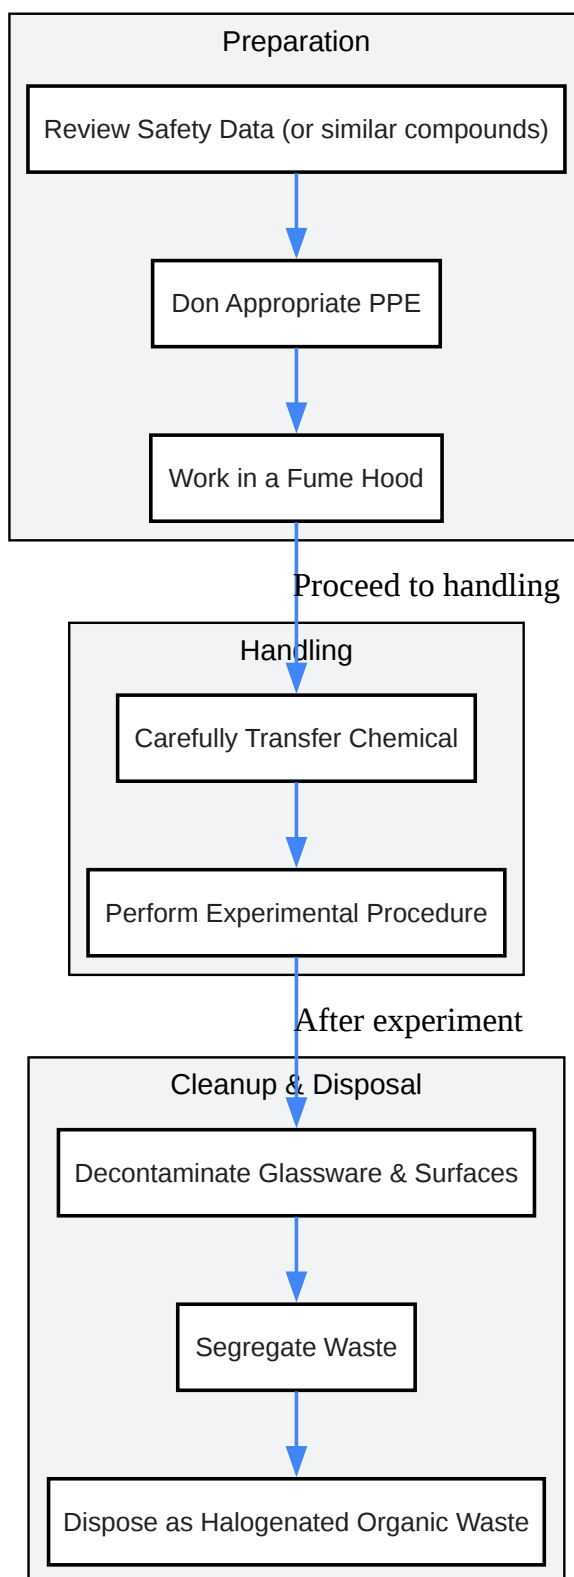 Preparation
Review Safety Data (or similar compounds)
Don Appropriate PPE
Work in a Fume Hood
Proceed to handling
Handling
Carefully Transfer Chemical
Perform Experimental Procedure
After experiment
Cleanup & Disposal
Decontaminate Glassware & Surfaces
Segregate Waste
Dispose as Halogenated Organic Waste